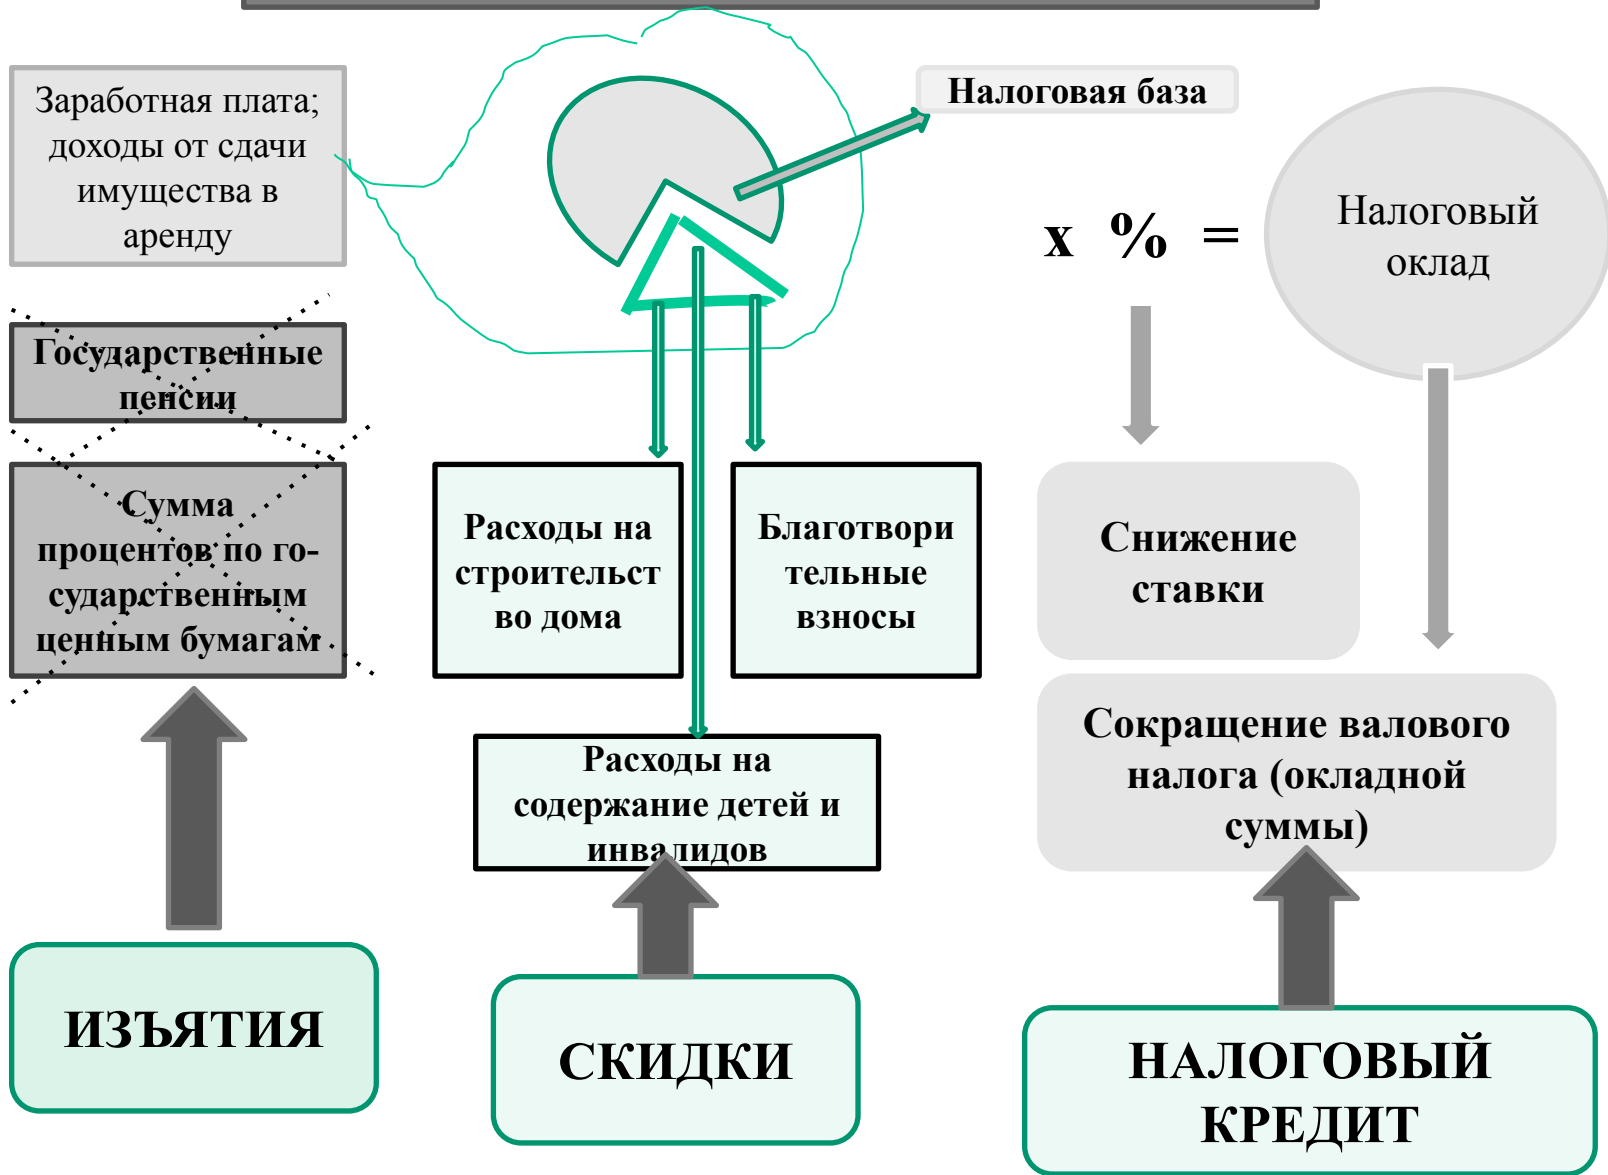 Заработная плата;
доходы от сдачи
имущества в
аренду
Государственные
пенсии
Сумма
процентов по го-
сударственным
ценным бумагам
ИЗЪЯТИЯ
Налоговая база
Расходы на
строительст
во дома
Благотвори
тельные
взносы
Расходы на
содержание детей и
инвалидов
СКИДКИ
х % =
Налоговый
оклад
Снижение
ставки
Сокращение валового
налога (окладной
суммы)
НАЛОГОВЫЙ
КРЕДИТ